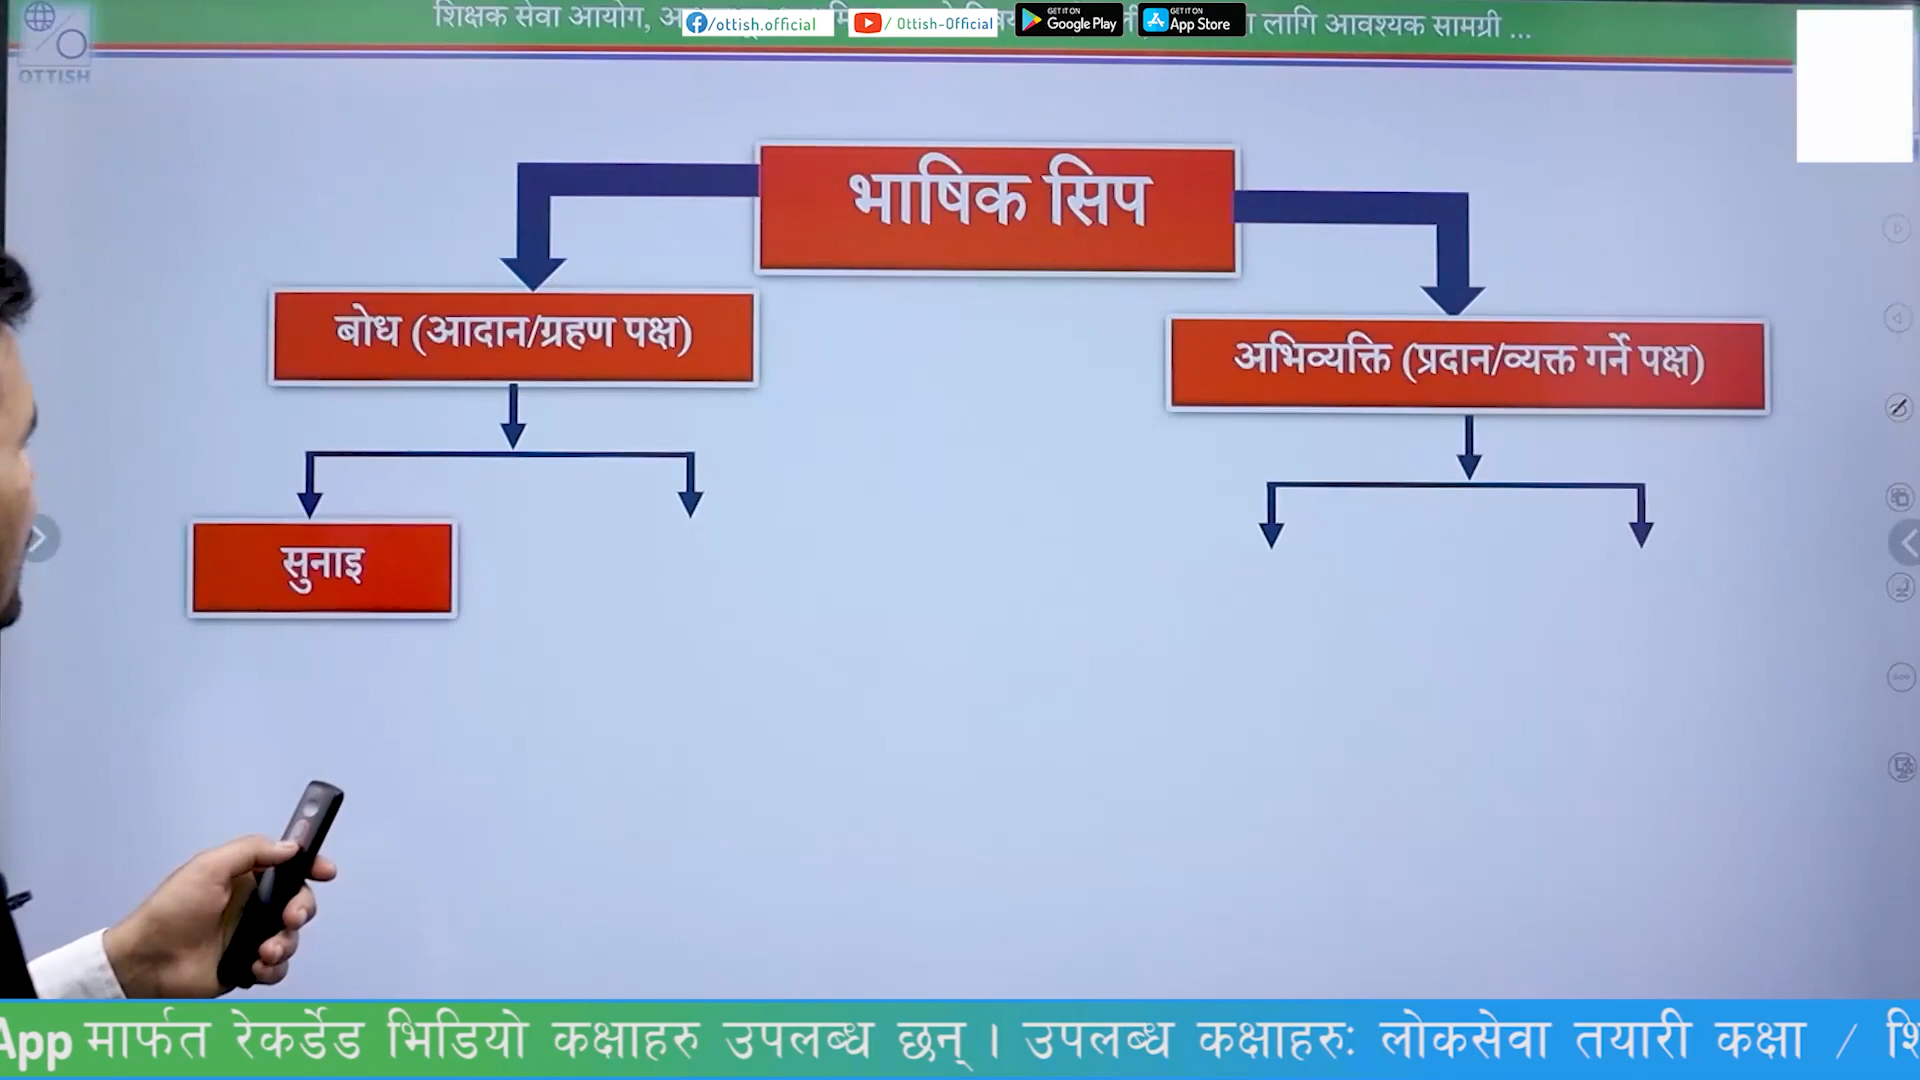 शिक्षक सेवा आयोग,
/ottish.official
/ Ottish-Official
GET IT ON
Google Play
GET IT ON
App Store
लागि आवश्यक सामग्री ...
OTTISH
भाषिक सिप
बोध (आदान/ग्रहण पक्ष)
अभिव्यक्ति (प्रदान/व्यक्त गर्ने पक्ष)
सुनाइ
App मार्फत रेकर्डेड भिडियो कक्षाहरु उपलब्ध छन् । उपलब्ध कक्षाहरु: लोकसेवा तयारी कक्षा /